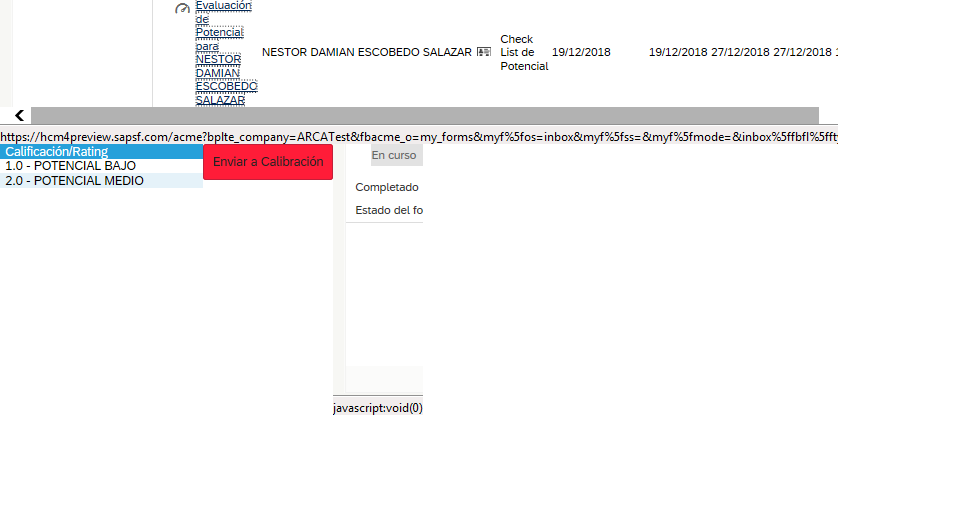 Evaluación
de
Potencial
para
NESTOR
DAMIAN
ESCOBEDO
SALAZAR
NESTOR DAMIAN ESCOBEDO SALAZAR
Check
List de
Potencial
19/12/2018
19/12/2018 27/12/2018 27/12/2018 1
https://hcm4preview.sapsf.com/acme?bplte_company=ARCATest&fbacme_o=my_forms&myf%5fos=inbox&myf%5fss=&myf%5fmode=&inbox%5ffbfl%5fft
Calificación/Rating
1.0 - POTENCIAL BAJO
2.0 - POTENCIAL MEDIO
Enviar a Calibración
En curso
Completado
Estado del fo
javascript:void(0)